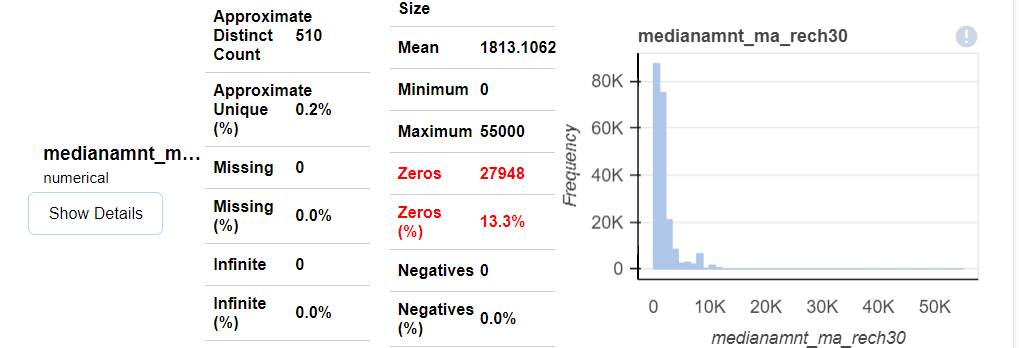 medianamnt_m...
numerical
Show Details
Approximate
Distinct 510
Count
Approximate
Unique 0.2%
(%)
Missing 0
Missing 0.0%
(%)
Infinite 0
Infinite 0.0%
(%)
Size
Mean 1813.1062
Minimum 0
Maximum 55000
Zeros 27948
Zeros 13.3%
(%)
Negatives 0
Negatives 0.0%
(%)
medianamnt_ma_rech30
!
Frequency
80K
60K
40K
20K
0
0 10K 20K 30K 40K 50K
medianamnt_ma_rech30